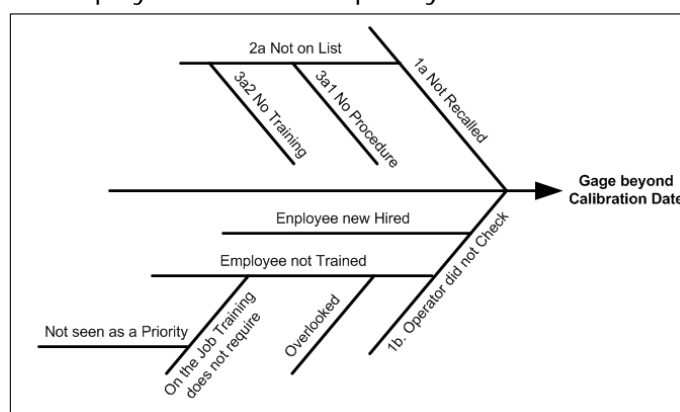 2a Not on List
1a Not Recalled
3a2 No Training
3a1 No Procedure
Gage beyond
Calibration Date
Enployee new Hired
Employee not Trained
1b. Operator did not Check
Overlooked
On the Job Training
does not require
Not seen as a Priority